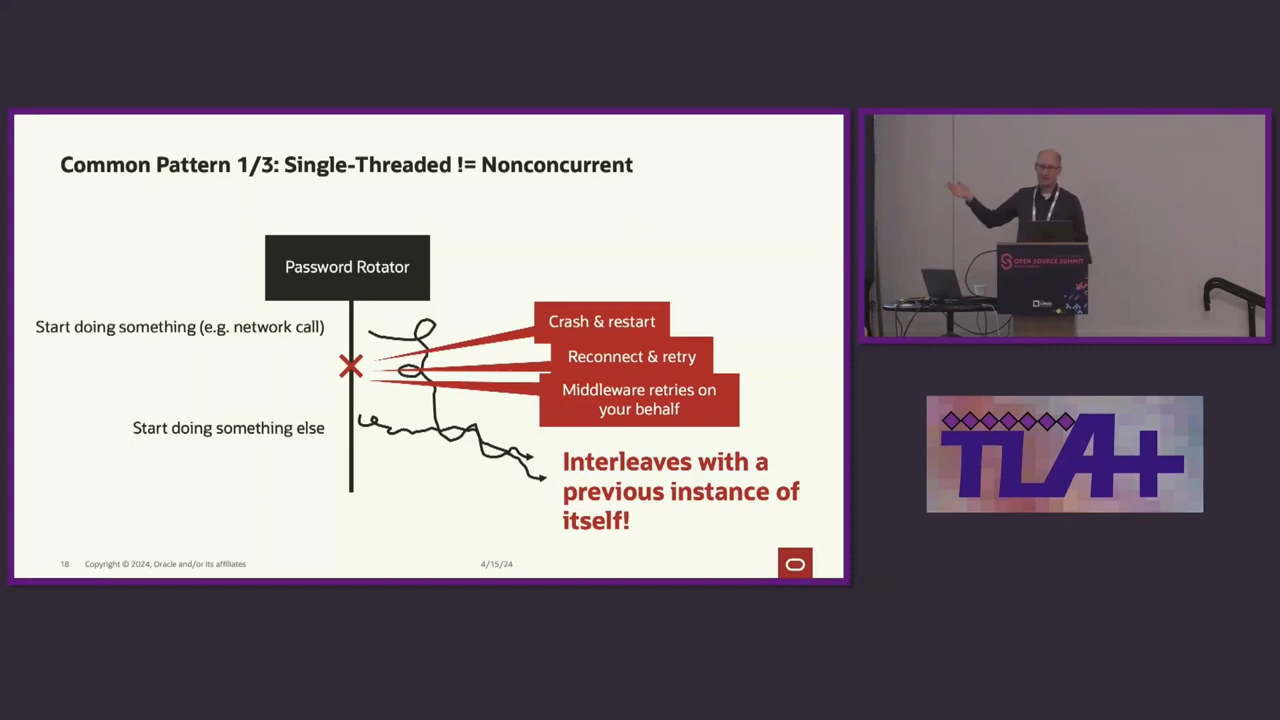 Common Pattern 1/3: Single-Threaded != Nonconcurrent
Password Rotator
Start doing something (e.g. network call)
Crash & restart
Reconnect & retry
Middleware retries on
your behalf
Start doing something else
Interleaves with a
previous instance of
itself!
18 Copyright © 2024, Oracle and/or its affiliates 4/15/24
OPEN SOURCE SUMMIT
TLA+